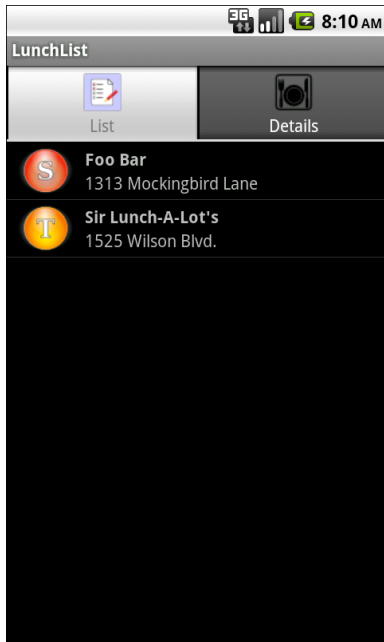 3G 8:10 AM
LunchList
List Details
S Foo Bar
1313 Mockingbird Lane
T Sir Lunch-A-Lot's
1525 Wilson Blvd.